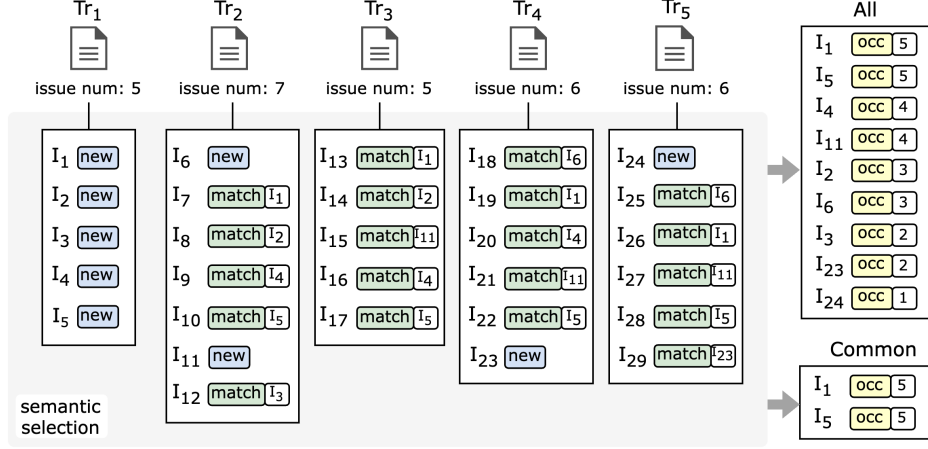 Tr1 Tr2 Tr3 Tr4 Tr5
issue num: 5 issue num: 7 issue num: 5 issue num: 6 issue num: 6
I1 new
I2 new
I3 new
I4 new
I5 new
I6 new
I7 match I1
I8 match I2
I9 match I4
I10 match I5
I11 new
I12 match I3
I13 match I1
I14 match I2
I15 match I11
I16 match I4
I17 match I5
I18 match I6
I19 match I1
I20 match I4
I21 match I11
I22 match I5
I23 new
I24 new
I25 match I6
I26 match I1
I27 match I11
I28 match I5
I29 match I23
semantic
selection
All
I1 occ 5
I5 occ 5
I4 occ 4
I11 occ 4
I2 occ 3
I6 occ 3
I3 occ 2
I23 occ 2
I24 occ 1
Common
I1 occ 5
I5 occ 5